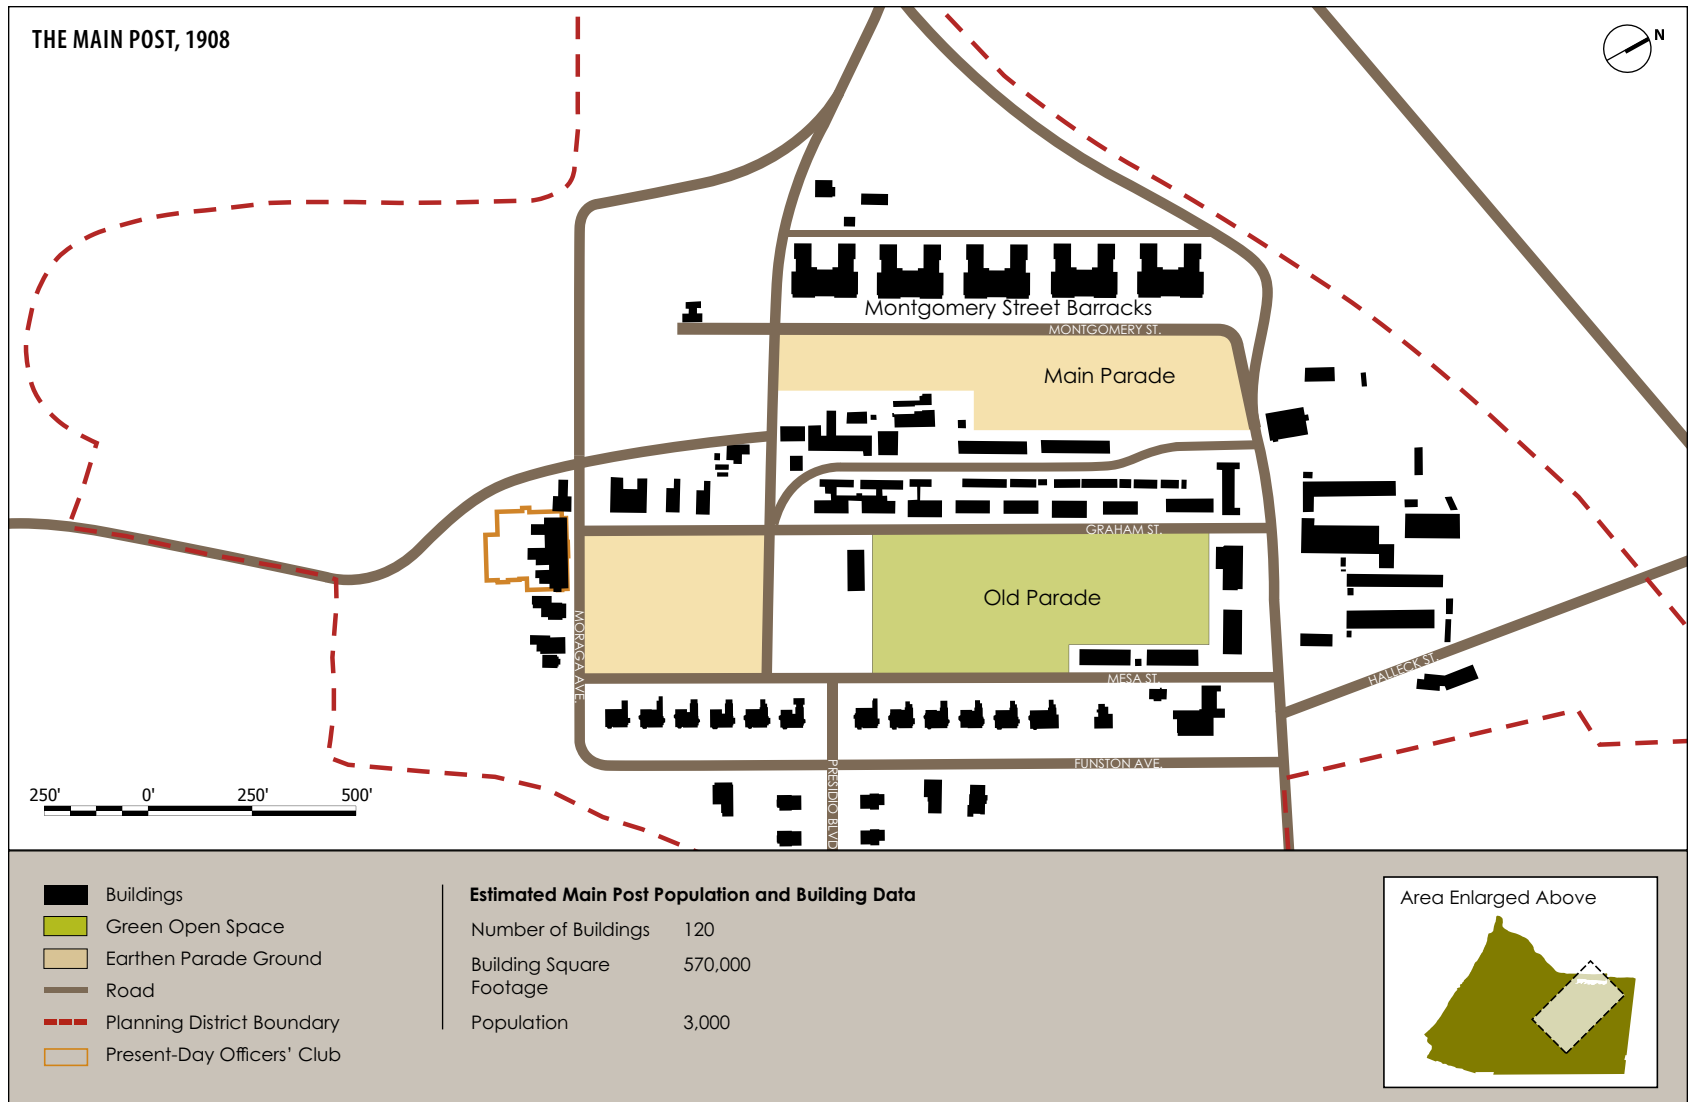 THE MAIN POST, 1908
N
Montgomery Street Barracks
MONTGOMERY ST.
Main Parade
GRAHAM ST.
Old Parade
MORAGA AVE.
MESA ST.
HALLECK ST.
PRESIDIO BLVD
FUNSTON AVE.
250' 0' 250' 500'
Buildings
Green Open Space
Earthen Parade Ground
Road
Planning District Boundary
Present-Day Officers' Club
Estimated Main Post Population and Building Data
Number of Buildings 120
Building Square 570,000
Footage
Population 3,000
Area Enlarged Above